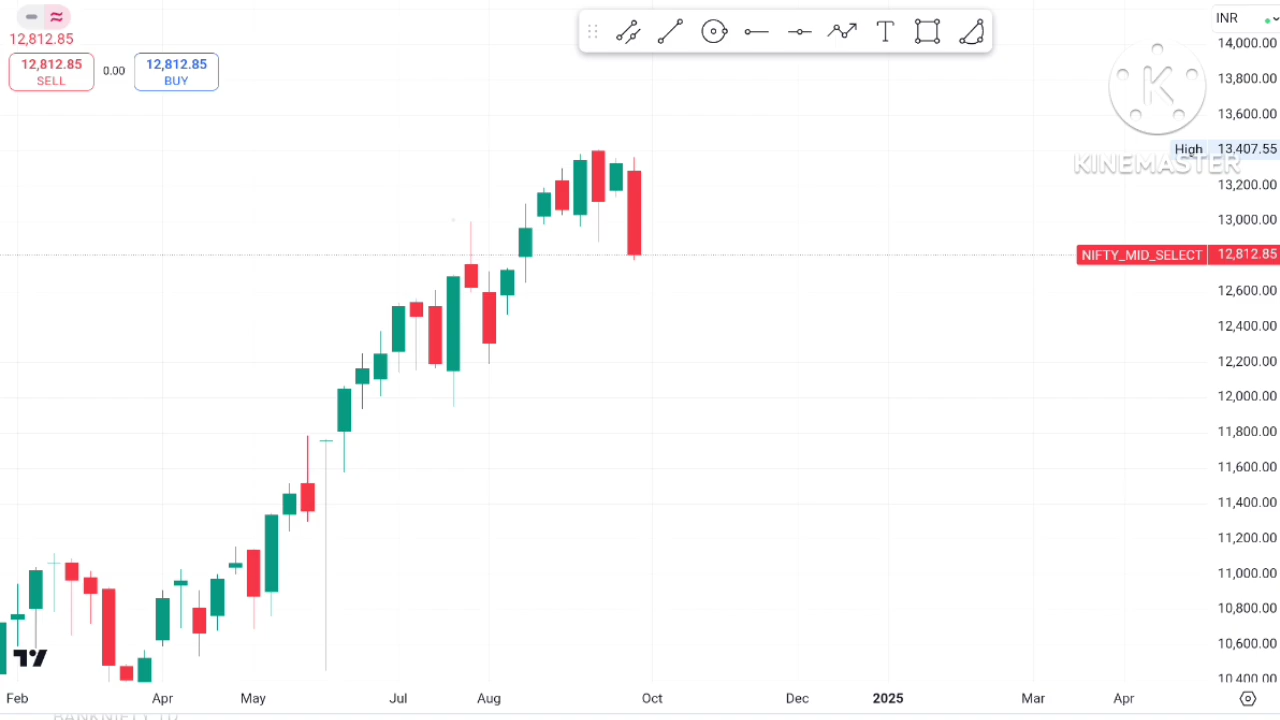 INR
12,812.85
12,812.85
SELL
0.00
12,812.85
BUY
T
14,000.00
13,800.00
13,600.00
K
High 13,407.55
KINEMASTER
13,200.00
13,000.00
NIFTY_MID_SELECT 12,812.85
12,600.00
12,400.00
12,200.00
12,000.00
11,800.00
11,600.00
11,400.00
11,200.00
11,000.00
10,800.00
10,600.00
10,400.00
Feb Apr May Jul Aug Oct Dec 2025 Mar Apr